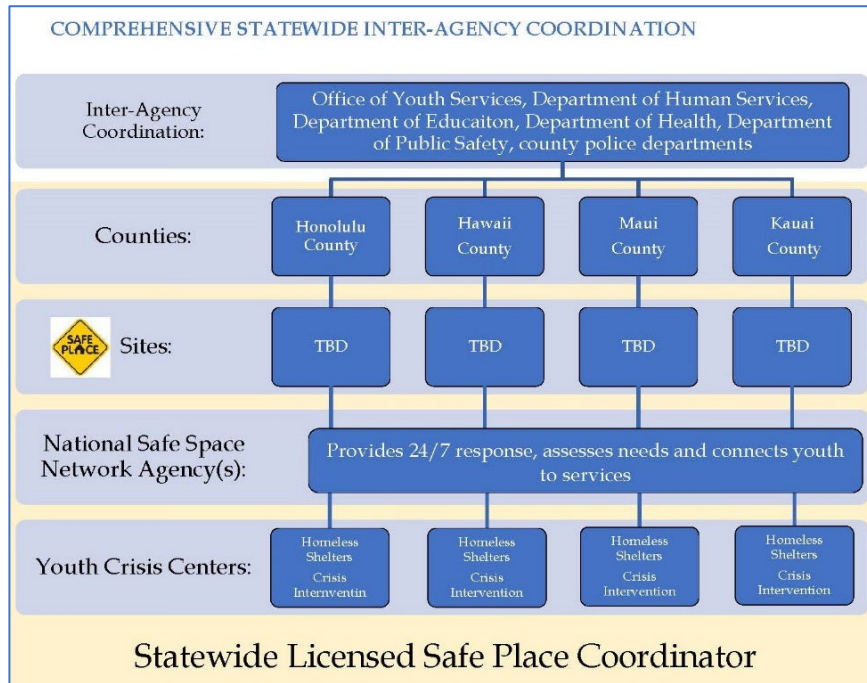 COMPREHENSIVE STATEWIDE INTER-AGENCY COORDINATION
Inter-Agency
Coordination:
Office of Youth Services, Department of Human Services,
Department of Educaiton, Department of Health, Department
of Public Safety, county police departments
Counties:
Honolulu
County
Hawaii
County
Maui
County
Kauai
County
SAFE
PLACE
Sites:
TBD
TBD
TBD
TBD
National Safe Space
Network Agency(s):
Provides 24/7 response, assesses needs and connects youth
to services
Youth Crisis Centers:
Homeless
Shelters
Crisis
Internventin
Homeless
Shelters
Crisis
Intervention
Homeless
Shelters
Crisis
Intervention
Homeless
Shelters
Crisis
Intervention
Statewide Licensed Safe Place Coordinator